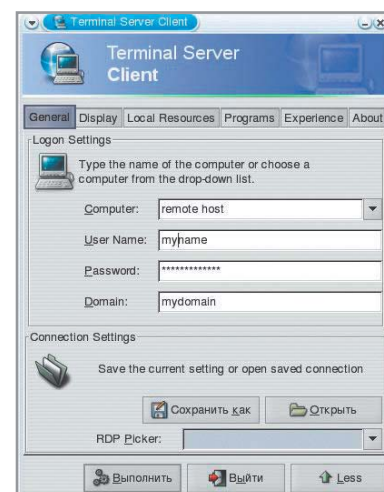 Terminal Server Client
Terminal Server
Client
General Display Local Resources Programs Experience About
Logon Settings
Type the name of the computer or choose a
computer from the drop-down list.
Computer: remote host
User Name: myname
Password: *************
Domain: mydomain
Connection Settings
Save the current setting or open saved connection
Сохранить как Открыть
RDP Picker:
Выполнить Выйти Less